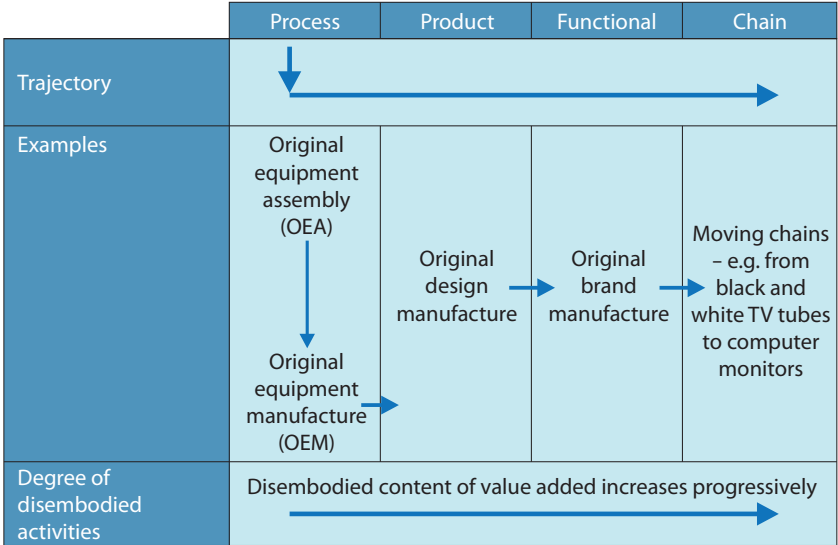 Process
Product
Functional
Chain
Trajectory
Examples
Original
equipment
assembly
(OEA)
Original
equipment
manufacture
(OEM)
Original
design
manufacture
Original
brand
manufacture
Moving chains
– e.g. from
black and
white TV tubes
to computer
monitors
Degree of
disembodied
activities
Disembodied content of value added increases progressively